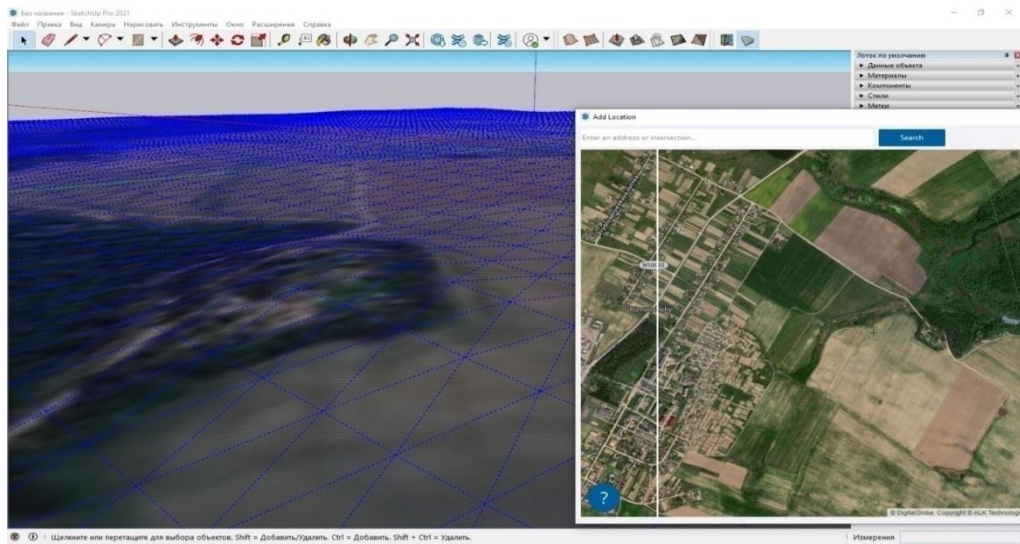 Без названия - SketchUp Pro 2021
Файл Правка Вид Камера Нарисовать Инструменты Окно Расширения Справка
Лоток по умолчанию
Данные объекта
Материалы
Компоненты
Стили
Метки
Add Location
Enter an address or intersection...
Search
?
© DigitalGlobe, Copyright © ALK Technologi
Щелкните или перетащите для выбора объектов. Shift = Добавить/Удалить. Ctrl = Добавить. Shift + Ctrl = Удалить.
Измерения